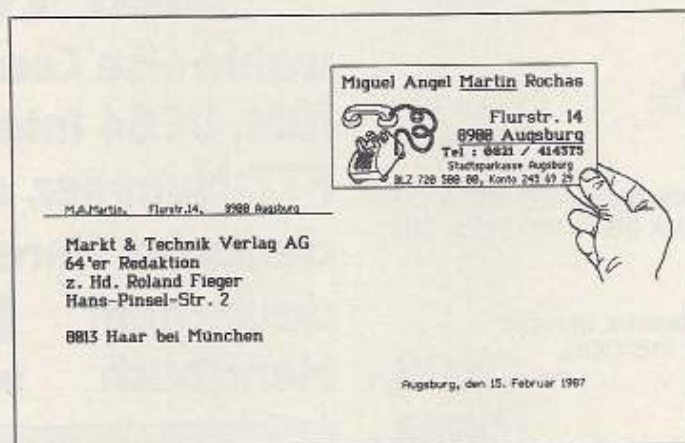 Miguel Angel Martin Rochas
Flurstr. 14
8900 Augsburg
Tel : 0821 / 414375
Stadtsparkasse Augsburg
BLZ 720 500 00, Konto 243 69 29
M.A.Martin, Flurstr.14, 8900 Augsburg
Markt & Technik Verlag AG
64'er Redaktion
z. Hd. Roland Fieger
Hans-Pinsel-Str. 2
8013 Haar bei München
Augsburg, den 15. Februar 1987